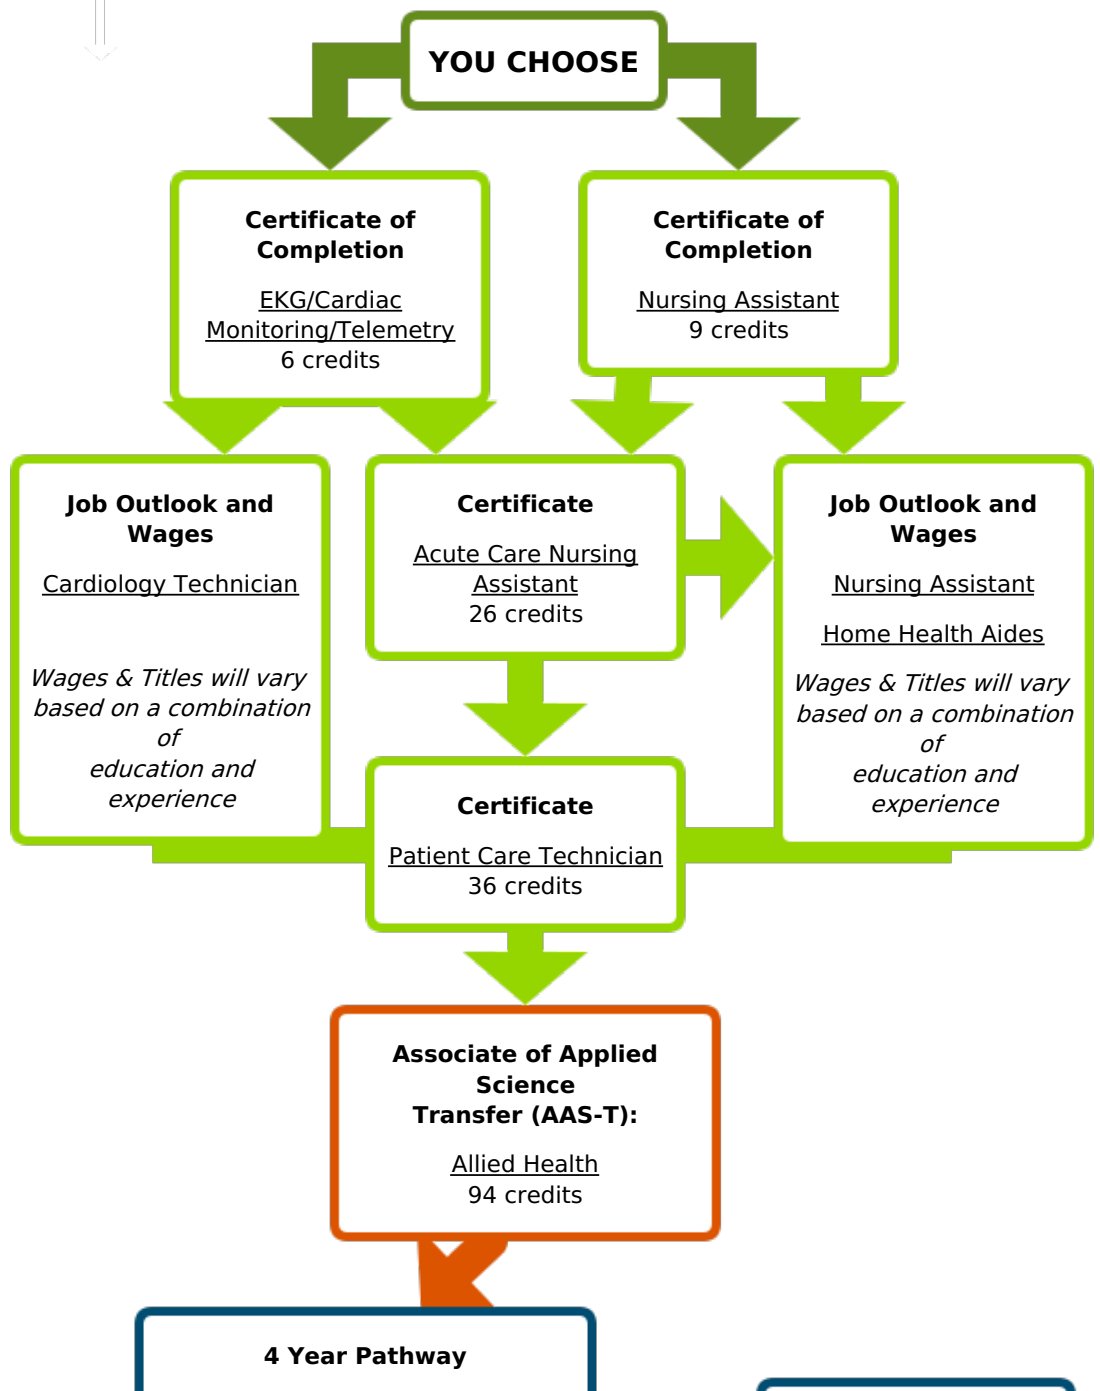 YOU CHOOSE
Certificate of
Completion
EKG/Cardiac
Monitoring/Telemetry
6 credits
Certificate of
Completion
Nursing Assistant
9 credits
Job Outlook and
Wages
Cardiology Technician
Wages & Titles will vary
based on a combination
of
education and
experience
Certificate
Acute Care Nursing
Assistant
26 credits
Job Outlook and
Wages
Nursing Assistant
Home Health Aides
Wages & Titles will vary
based on a combination
of
education and
experience
Certificate
Patient Care Technician
36 credits
Associate of Applied
Science
Transfer (AAS-T):
Allied Health
94 credits
4 Year Pathway